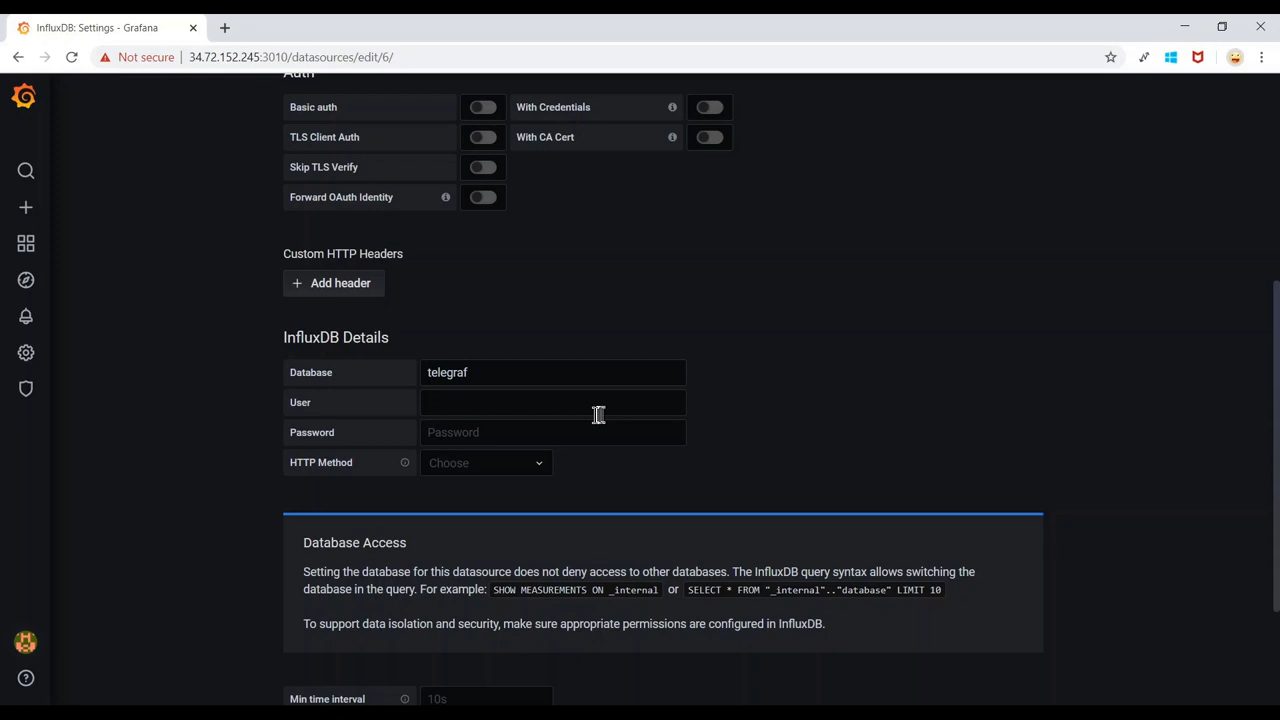 InfluxDB: Settings - Grafana
Not secure
34.72.152.245:3010/datasources/edit/6/
Auth
Basic auth
With Credentials
TLS Client Auth
With CA Cert
Skip TLS Verify
Forward OAuth Identity
Custom HTTP Headers
Add header
InfluxDB Details
Database
telegraf
User
Password
Password
HTTP Method
Choose
Database Access
Setting the database for this datasource does not deny access to other databases. The InfluxDB query syntax allows switching the
database in the query. For example: SHOW MEASUREMENTS ON _internal or SELECT * FROM "_internal".."database" LIMIT 10
To support data isolation and security, make sure appropriate permissions are configured in InfluxDB.
Min time interval
10s